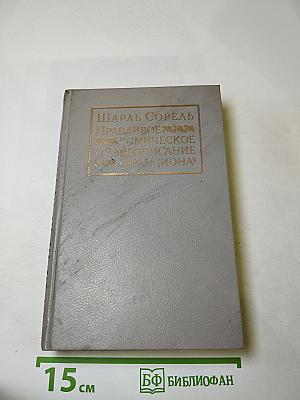 Шарль Сорель
Правдивое
комическое
жизнеописание
Франсиона
15 см
БФ БИБЛИОФАН